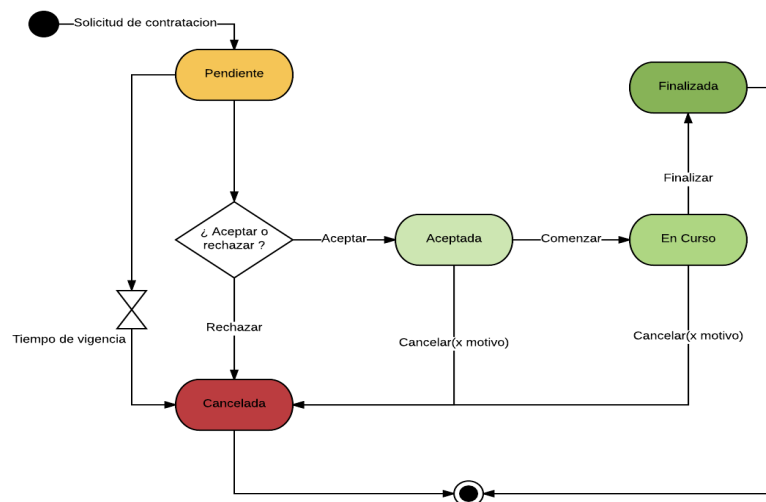 Solicitud de contratacion
Pendiente
Finalizada
Finalizar
¿ Aceptar o
rechazar ?
Aceptar
Aceptada
Comenzar
En Curso
Rechazar
Tiempo de vigencia
Cancelar(x motivo)
Cancelar(x motivo)
Cancelada